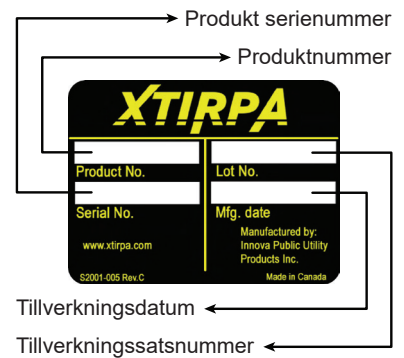 Produkt serienummer
Produktnummer
XTIRPA
Product No.
Lot No.
Serial No.
Mfg. date
www.xtirpa.com
Manufactured by:
Innova Public Utility
Products Inc.
S2001-005 Rev.C
Made in Canada
Tillverkningsdatum
Tillverkningssatsnummer